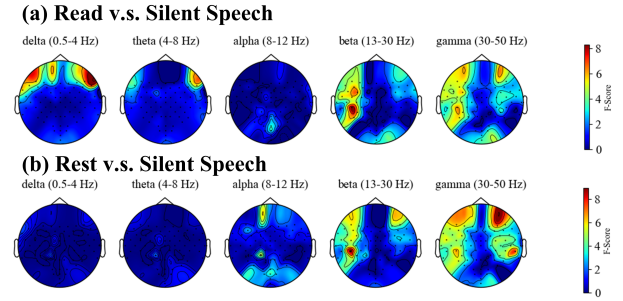 (a) Read v.s. Silent Speech
delta (0.5-4 Hz) theta (4-8 Hz) alpha (8-12 Hz) beta (13-30 Hz) gamma (30-50 Hz)
8
6
4
2
0
F-Score
(b) Rest v.s. Silent Speech
delta (0.5-4 Hz) theta (4-8 Hz) alpha (8-12 Hz) beta (13-30 Hz) gamma (30-50 Hz)
8
6
4
2
0
F-Score